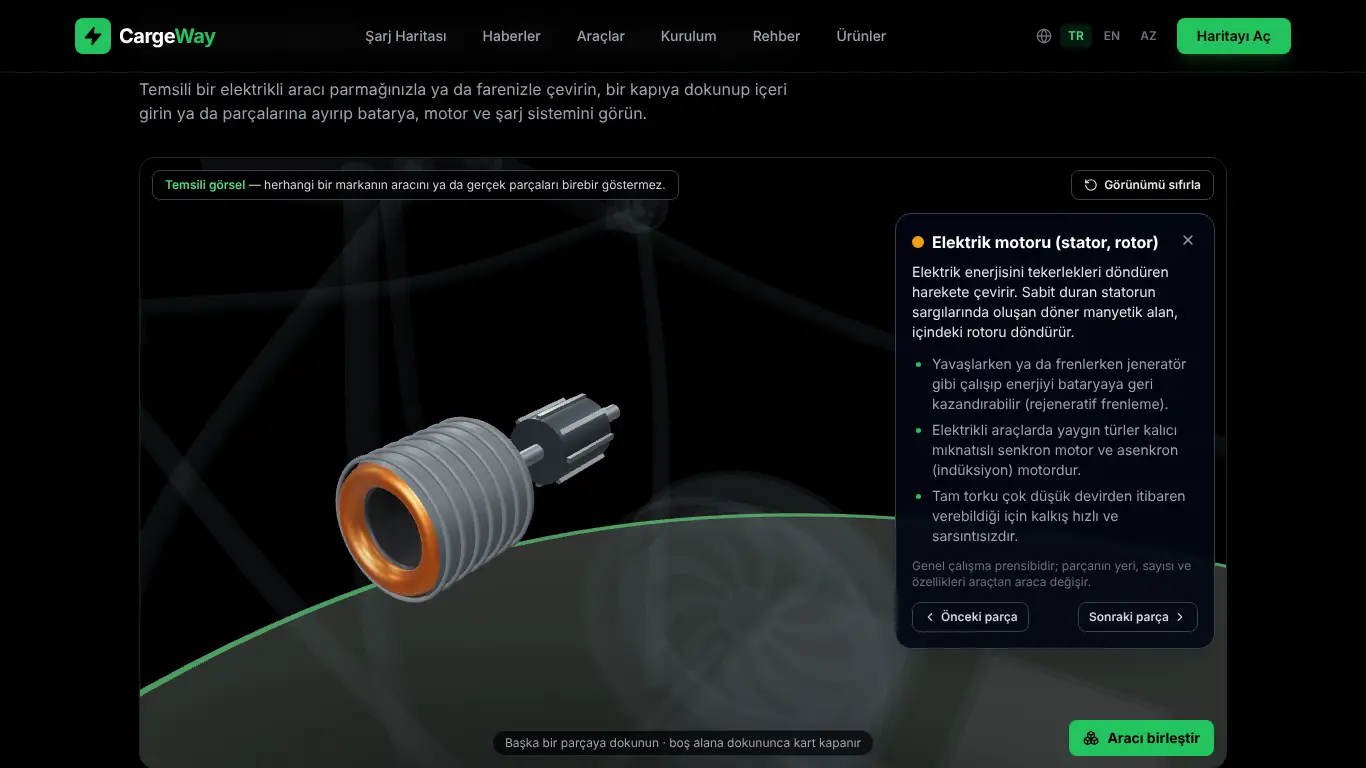 CargeWay
Şarj Haritası
Haberler
Araçlar
Kurulum
Rehber
Ürünler
TR
EN
AZ
Haritayı Aç
Temsili bir elektrikli aracı parmağınızla ya da farenizle çevirin, bir kapıya dokunup içeri
girin ya da parçalarına ayırıp batarya, motor ve şarj sistemini görün.
Temsili görsel — herhangi bir markanın aracını ya da gerçek parçaları birebir göstermez.
Görünümü sıfırla
Elektrik motoru (stator, rotor)
Elektrik enerjisini tekerlekleri döndüren
harekete çevirir. Sabit duran statorun
sargılarında oluşan döner manyetik alan,
içindeki rotoru döndürür.
Yavaşlarken ya da frenlerken jeneratör
gibi çalışıp enerjiyi bataryaya geri
kazandırabilir (rejeneratif frenleme).
Elektrikli araçlarda yaygın türler kalıcı
mıknatıslı senkron motor ve asenkron
(indüksiyon) motordur.
Tam torku çok düşük devirden itibaren
verebildiği için kalkış hızlı ve
sarsıntısızdır.
Genel çalışma prensibidir; parçanın yeri, sayısı ve
özellikleri araçtan araca değişir.
Önceki parça
Sonraki parça
Başka bir parçaya dokunun · boş alana dokununca kart kapanır
Aracı birleştir